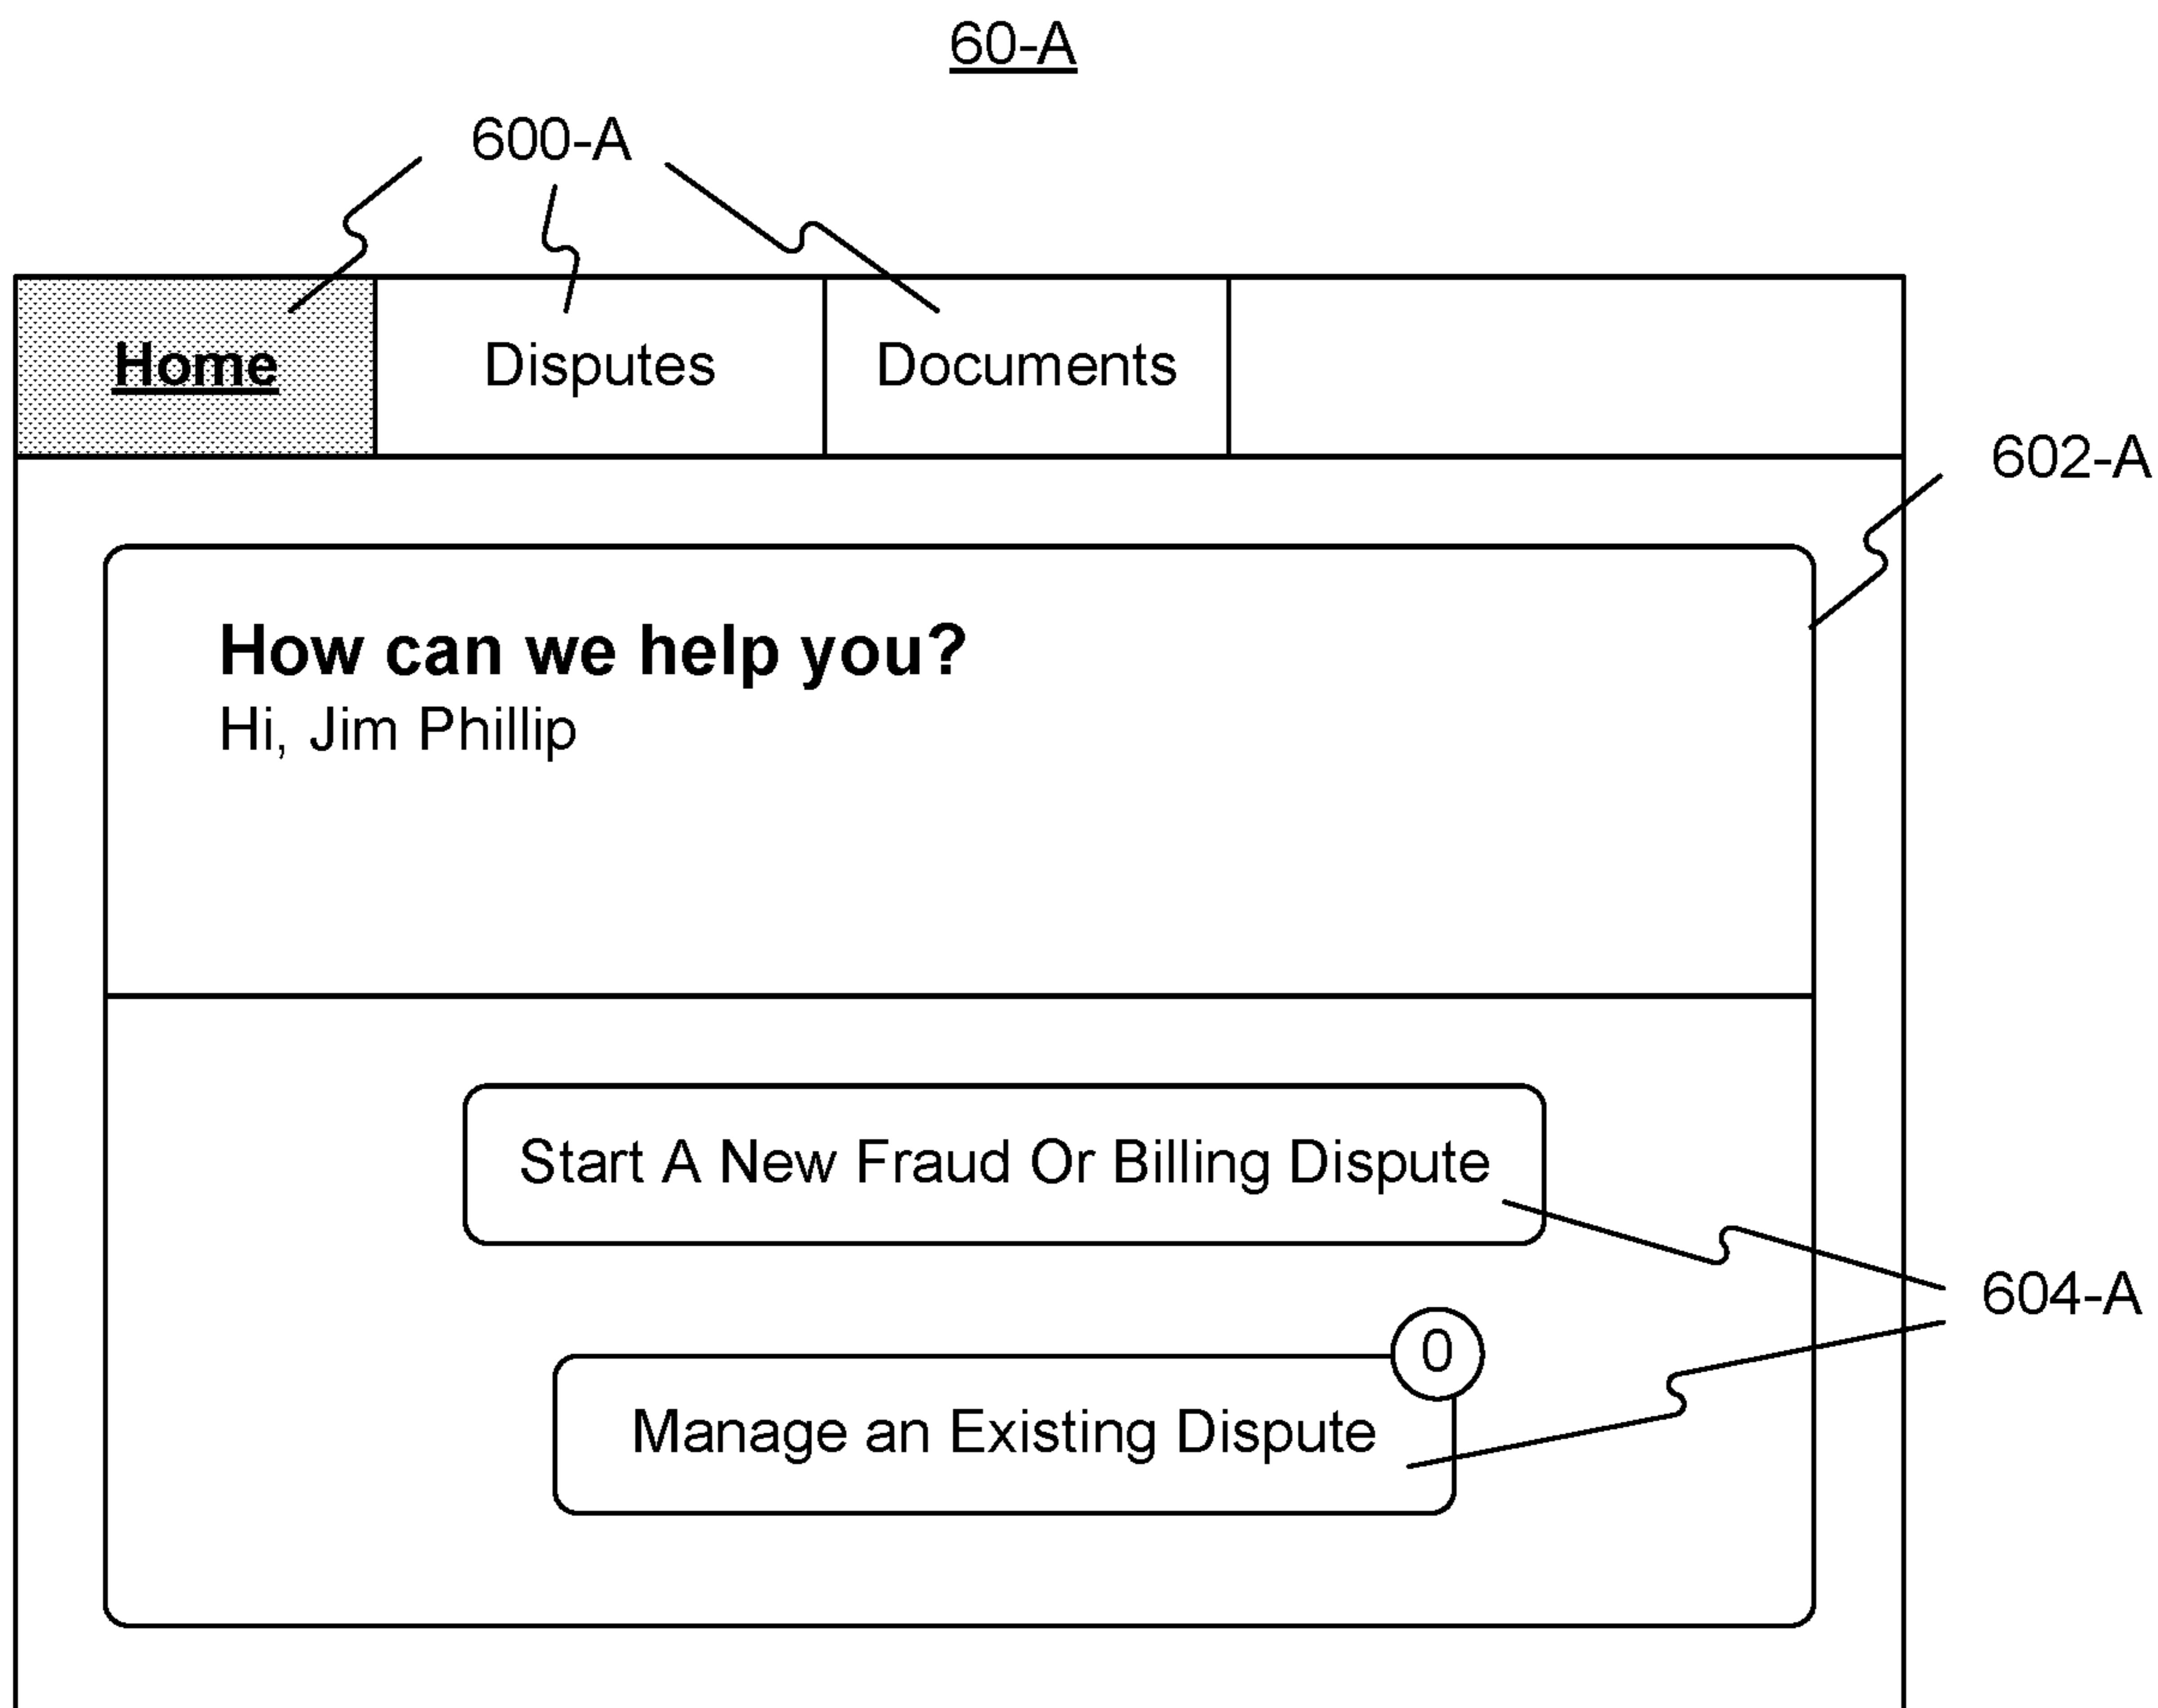 60-A
600-A
Home Disputes Documents
602-A
How can we help you?
Hi, Jim Phillip
Start A New Fraud Or Billing Dispute
604-A
0
Manage an Existing Dispute